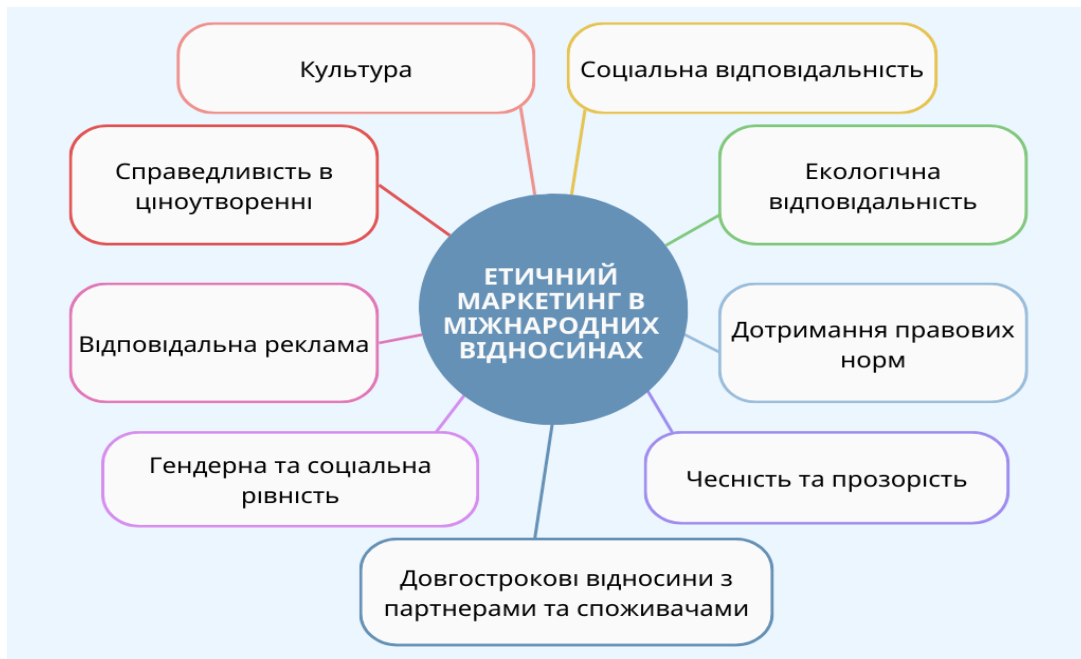 Культура
Соціальна відповідальність
Справедливість в
ціноутворенні
Екологічна
відповідальність
ЕТИЧНИЙ
МАРКЕТИНГ В
МІЖНАРОДНИХ
ВІДНОСИНАХ
Відповідальна реклама
Дотримання правових
норм
Гендерна та соціальна
рівність
Чесність та прозорість
Довгострокові відносини з
партнерами та споживачами